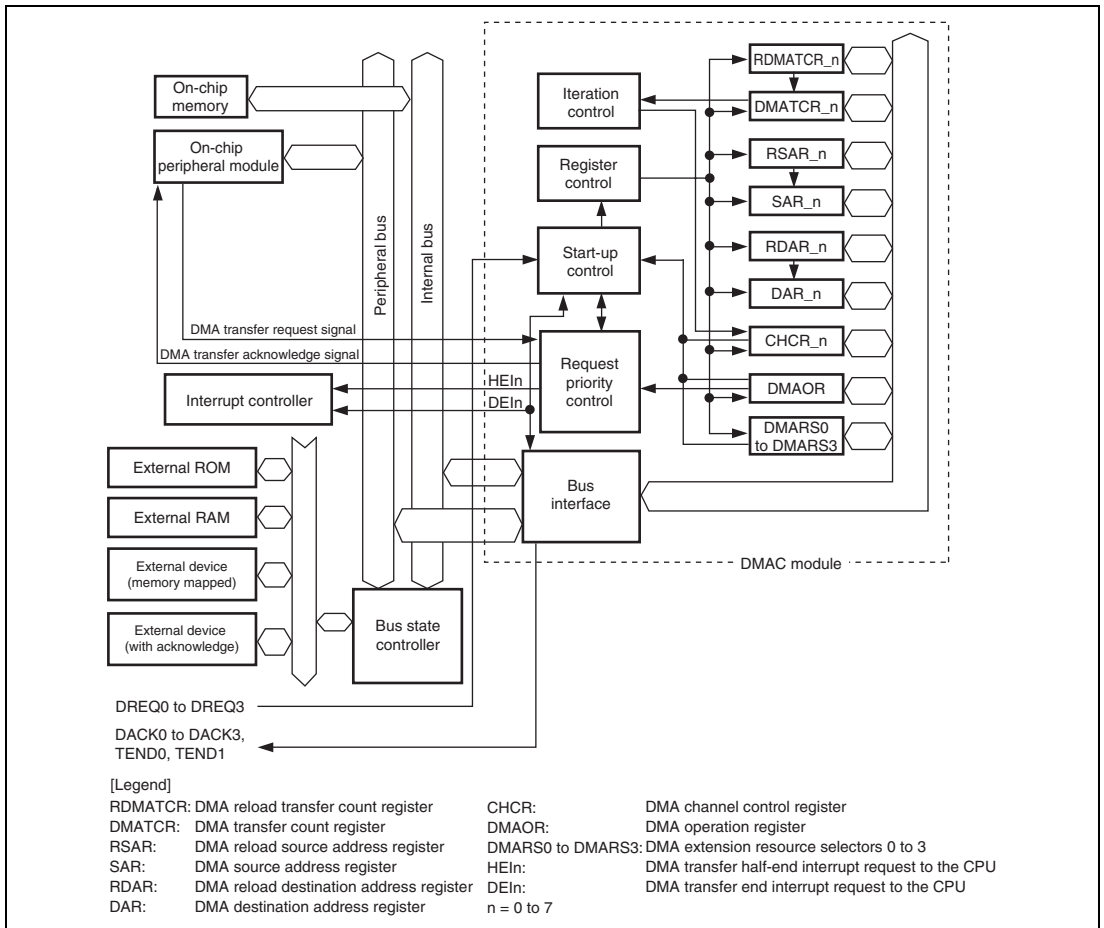 On-chip
memory
On-chip
peripheral module
Peripheral bus
Internal bus
Iteration
control
Register
control
Start-up
control
Request
priority
control
Bus
interface
RDMATCR_n
DMATCR_n
RSAR_n
SAR_n
RDAR_n
DAR_n
CHCR_n
DMAOR
DMARS0
to DMARS3
DMA transfer request signal
DMA transfer acknowledge signal
HEIn
DEIn
Interrupt controller
External ROM
External RAM
External device
(memory mapped)
External device
(with acknowledge)
Bus state
controller
DMAC module
DREQ0 to DREQ3
DACK0 to DACK3,
TEND0, TEND1
[Legend]
RDMATCR: DMA reload transfer count register
DMATCR: DMA transfer count register
RSAR: DMA reload source address register
SAR: DMA source address register
RDAR: DMA reload destination address register
DAR: DMA destination address register
CHCR: DMA channel control register
DMAOR: DMA operation register
DMARS0 to DMARS3: DMA extension resource selectors 0 to 3
HEIn: DMA transfer half-end interrupt request to the CPU
DEIn: DMA transfer end interrupt request to the CPU
n = 0 to 7